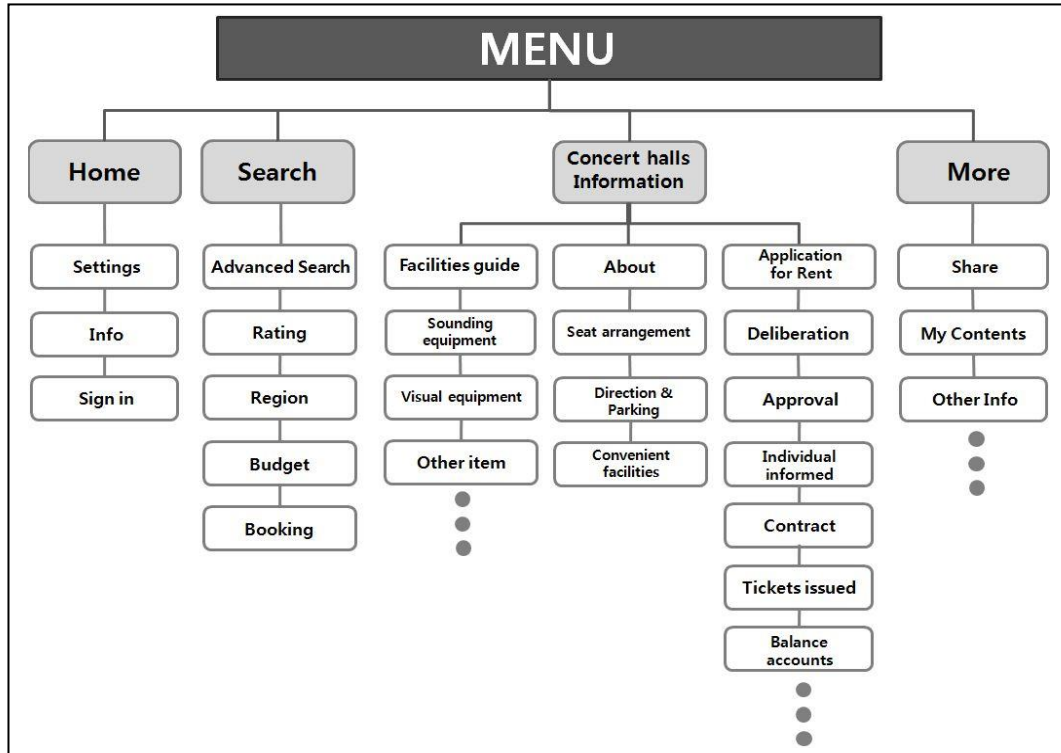 MENU
Home
Search
Concert halls
Information
More
Settings
Info
Sign in
Advanced Search
Rating
Region
Budget
Booking
Facilities guide
Sounding
equipment
Visual equipment
Other item
About
Seat arrangement
Direction &
Parking
Convenient
facilities
Application
for Rent
Deliberation
Approval
Individual
informed
Contract
Tickets issued
Balance
accounts
Share
My Contents
Other Info